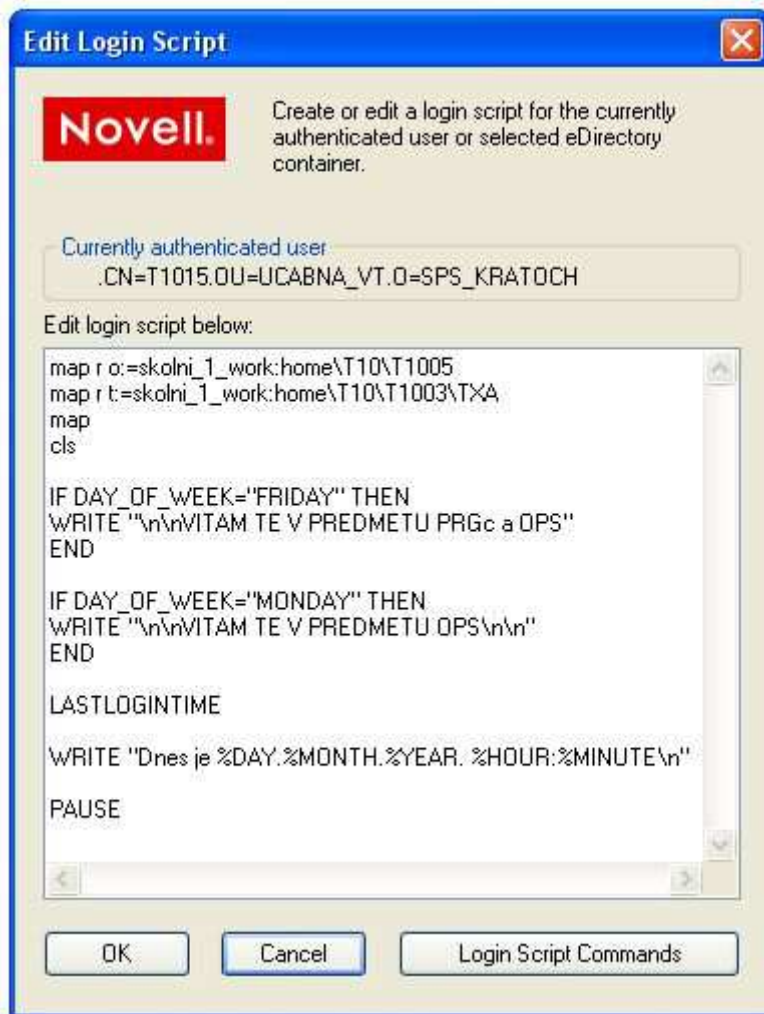 Edit Login Script
Novell.
Create or edit a login script for the currently
authenticated user or selected eDirectory
container.
Currently authenticated user
.CN=T1015.OU=UCABNA_VT.O=SPS_KRATOCH
Edit login script below:
map r o:=skolni_1_work:home\T10\T1005
map r t:=skolni_1_work:home\T10\T1003\TXA
map
cls
IF DAY_OF_WEEK="FRIDAY" THEN
WRITE "\n\nVITAM TE V PREDMETU PRGc a OPS"
END
IF DAY_OF_WEEK="MONDAY" THEN
WRITE "\n\nVITAM TE V PREDMETU OPS\n\n"
END
LASTLOGINTIME
WRITE "Dnes je %DAY.%MONTH.%YEAR. %HOUR:%MINUTE\n"
PAUSE
OK
Cancel
Login Script Commands